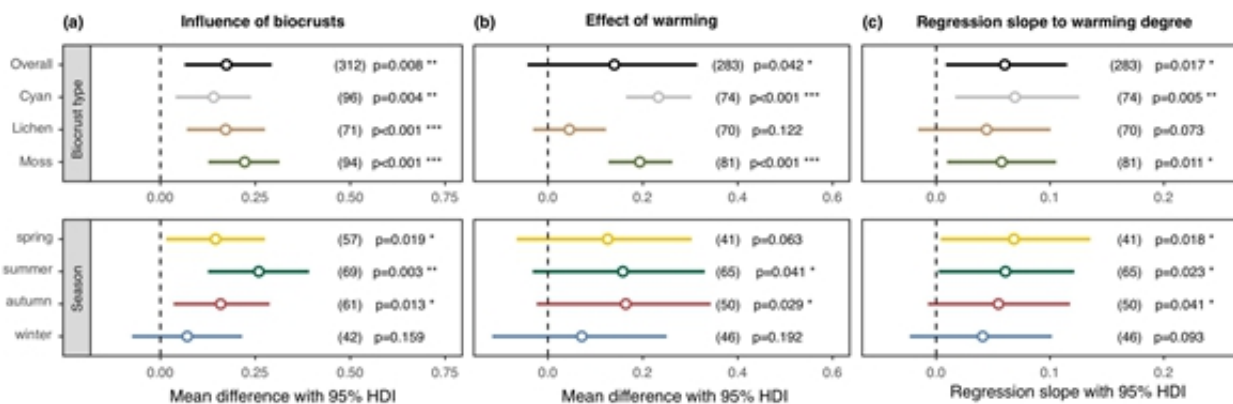 (a) Influence of biocrusts (b) Effect of warming (c) Regression slope to warming degree
Biocrust type
Overall (312) p=0.008 ** (283) p=0.042 * (283) p=0.017 *
Cyan (96) p=0.004 ** (74) p<0.001 *** (74) p=0.005 **
Lichen (71) p<0.001 *** (70) p=0.122 (70) p=0.073
Moss (94) p<0.001 *** (81) p<0.001 *** (81) p=0.011 *
0.00 0.25 0.50 0.75 0.0 0.2 0.4 0.6 0.0 0.1 0.2
Season
spring (57) p=0.019 * (41) p=0.063 (41) p=0.018 *
summer (69) p=0.003 ** (65) p=0.041 * (65) p=0.023 *
autumn (61) p=0.013 * (50) p=0.029 * (50) p=0.041 *
winter (42) p=0.159 (46) p=0.192 (46) p=0.093
0.00 0.25 0.50 0.75 0.0 0.2 0.4 0.6 0.0 0.1 0.2
Mean difference with 95% HDI Mean difference with 95% HDI Regression slope with 95% HDI